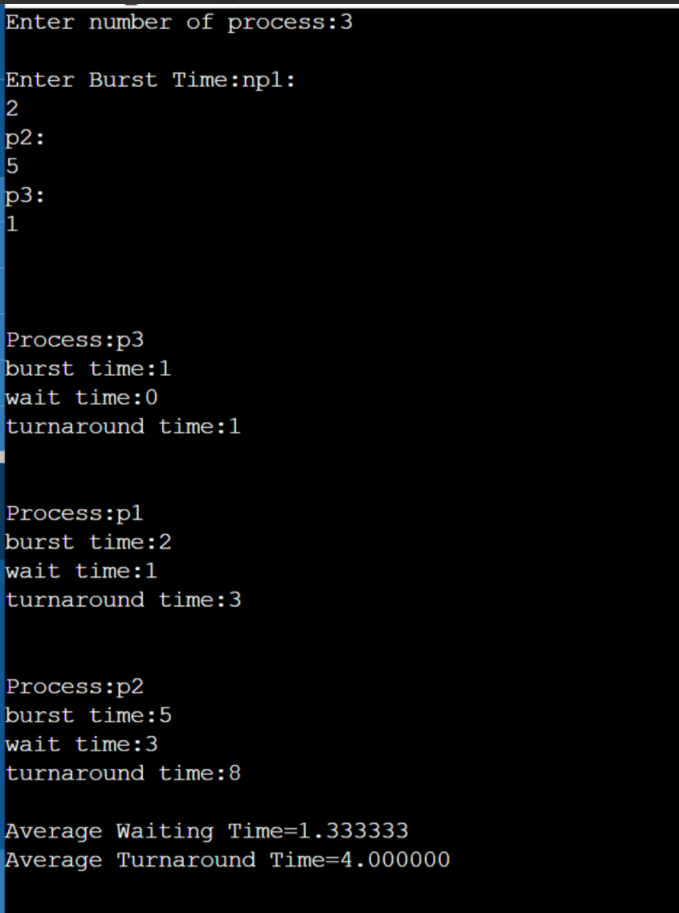 Enter number of process:3
Enter Burst Time:np1:
2
p2:
5
p3:
1
Process:p3
burst time:1
wait time:0
turnaround time:1
Process:p1
burst time:2
wait time:1
turnaround time:3
Process:p2
burst time:5
wait time:3
turnaround time:8
Average Waiting Time=1.333333
Average Turnaround Time=4.000000